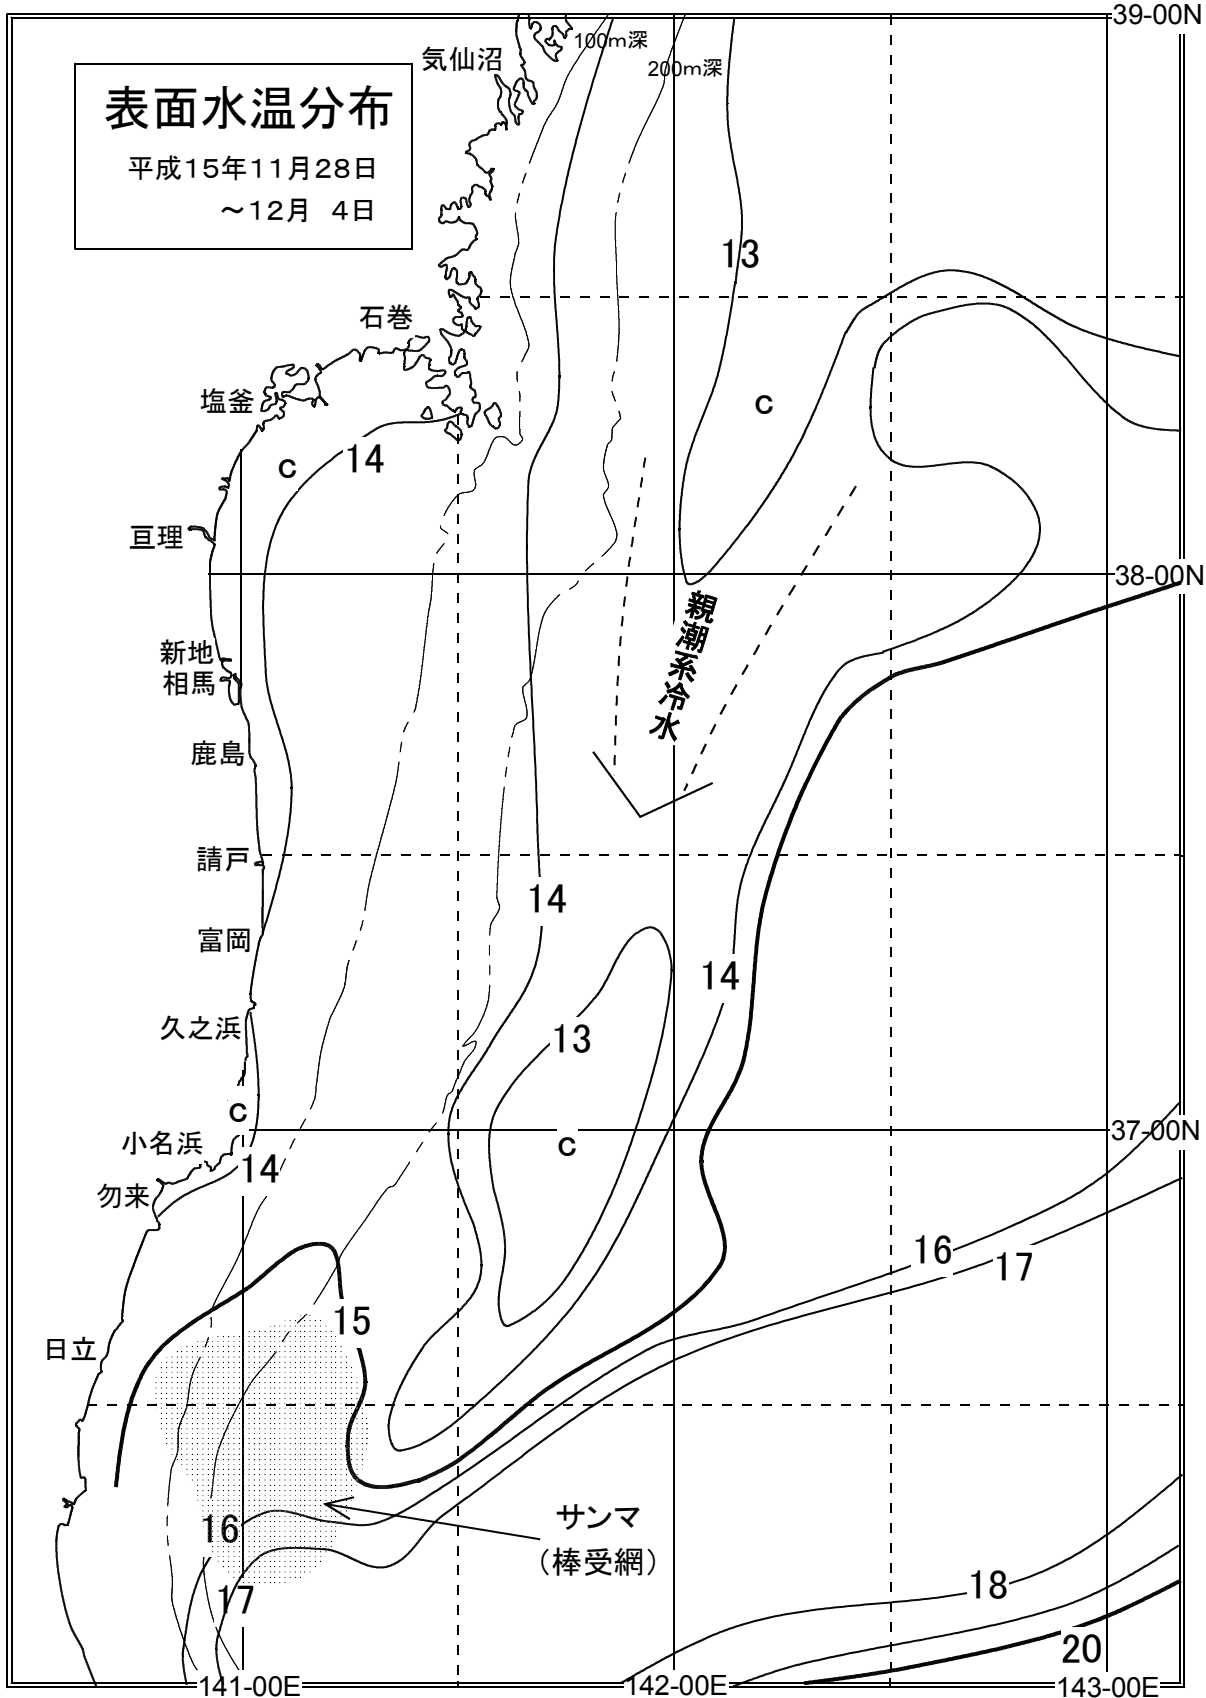 39-00N
100m深
気仙沼
200m深
表面水温分布
平成15年11月28日
～12月 4日
13
石巻
塩釜
C
14
C
亘理
38-00N
親潮系冷水
新地
相馬
鹿島
請戸
14
富岡
14
久之浜
13
C
小名浜
37-00N
C
14
勿来
16
17
15
日立
サンマ
（棒受網）
16
18
17
20
141-00E
142-00E
143-00E